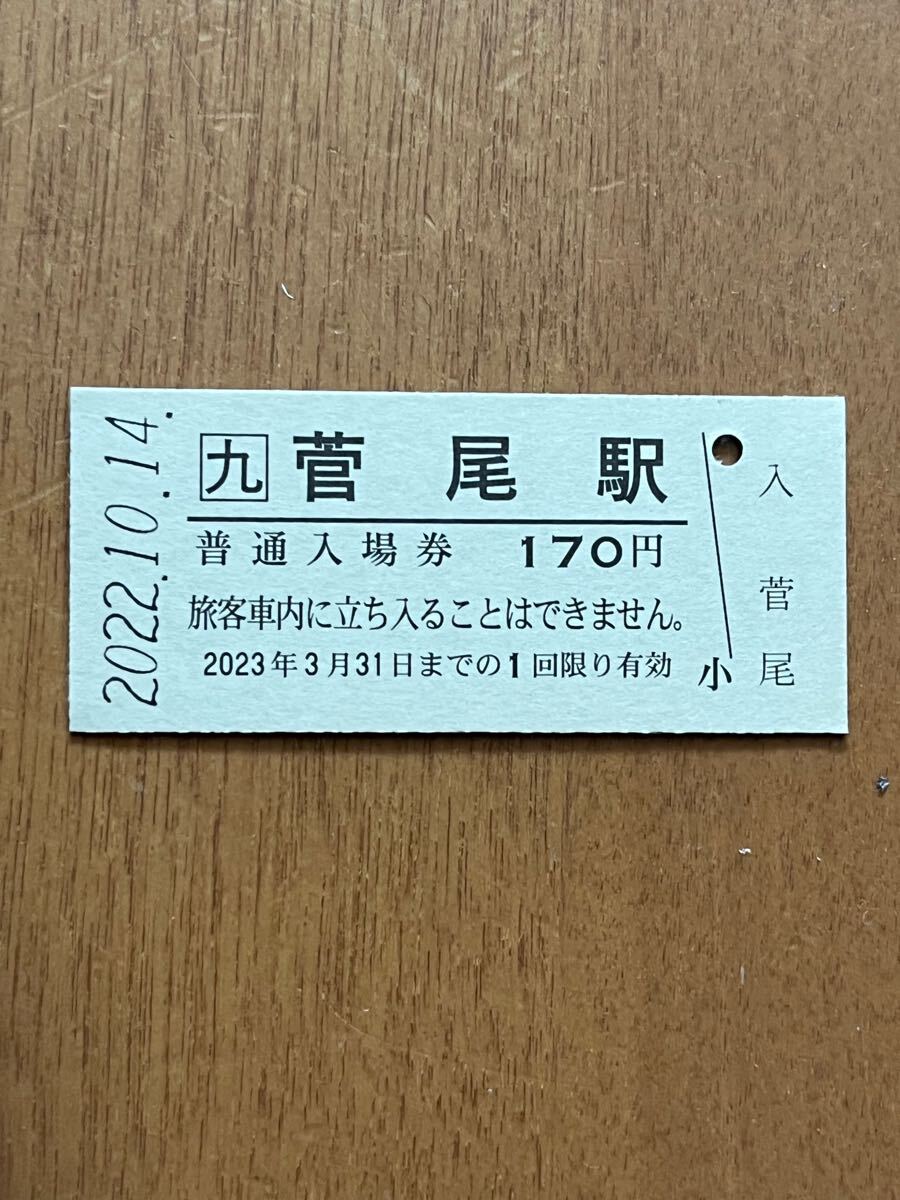 2022.10.14.
九 菅尾駅
普通入場券 170円
旅客車内に立ち入ることはできません。
2023年3月31日までの1回限り有効
小
入
菅尾